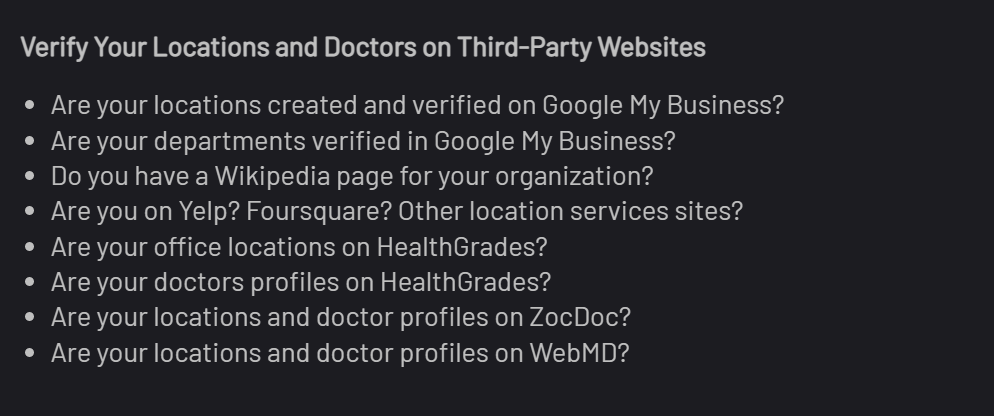 Verify Your Locations and Doctors on Third-Party Websites
• Are your locations created and verified on Google My Business?
• Are your departments verified in Google My Business?
• Do you have a Wikipedia page for your organization?
• Are you on Yelp? Foursquare? Other location services sites?
• Are your office locations on HealthGrades?
• Are your doctors profiles on HealthGrades?
• Are your locations and doctor profiles on ZocDoc?
• Are your locations and doctor profiles on WebMD?